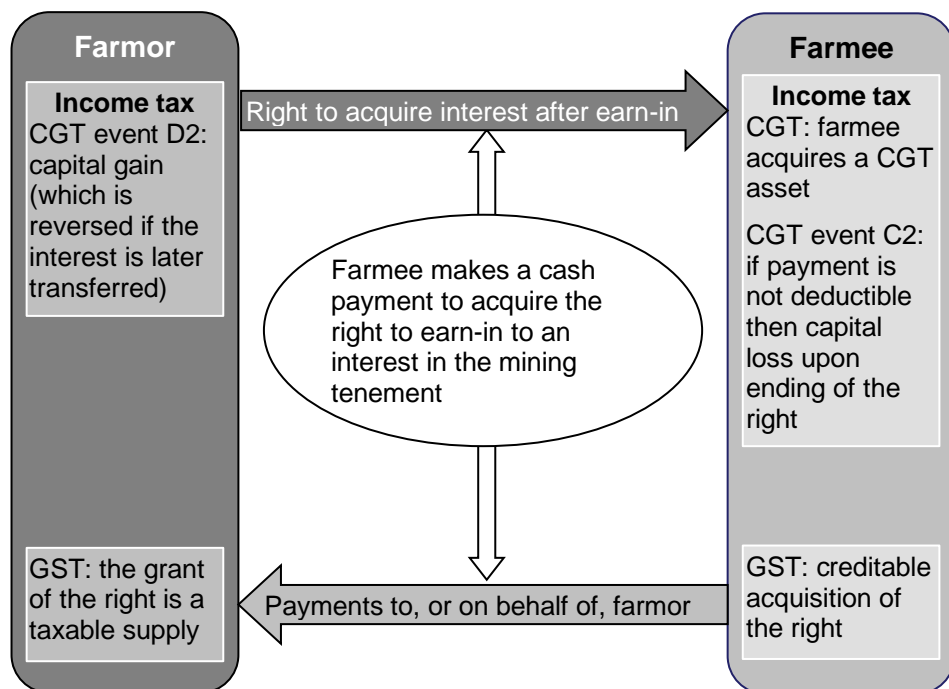 Farmor
Income tax
CGT event D2:
capital gain
(which is
reversed if the
interest is later
transferred)
GST: the grant
of the right is a
taxable supply
Right to acquire interest after earn-in
Farmee makes a cash
payment to acquire the
right to earn-in to an
interest in the mining
tenement
Payments to, or on behalf of, farmor
Farmee
Income tax
CGT: farmee
acquires a CGT
asset
CGT event C2:
if payment is
not deductible
then capital
loss upon
ending of the
right
GST: creditable
acquisition of
the right